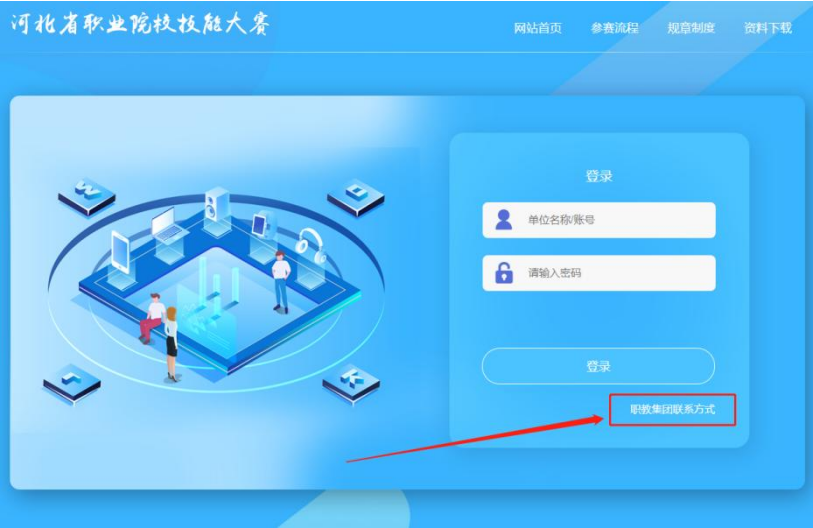 河北省职业院校技能大赛
网站首页 参赛流程 规章制度 资料下载
登录
单位名称/账号
请输入密码
登录
职教集团联系方式
W
L
K